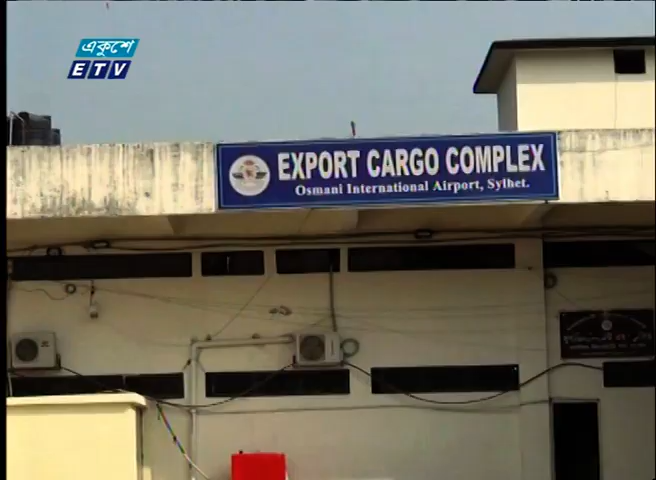 একুশে
ETV
EXPORT CARGO COMPLEX
Osmani International Airport, Sylhet.